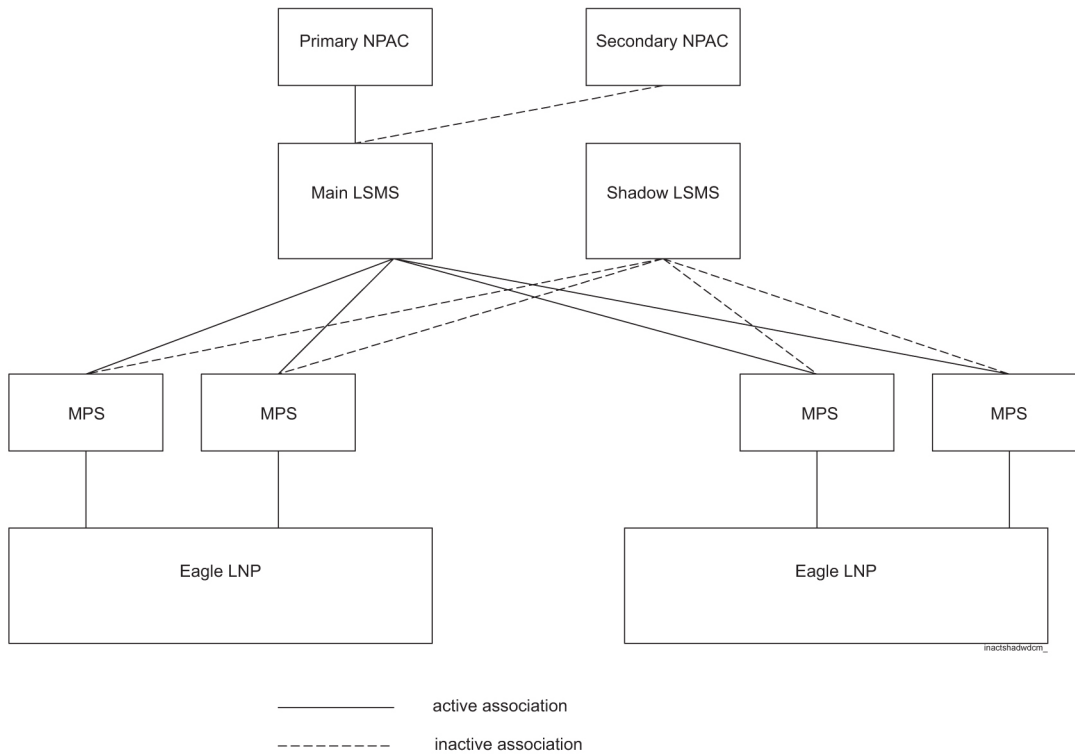 Primary NPAC
Secondary NPAC
Main LSMS
Shadow LSMS
MPS
MPS
MPS
MPS
Eagle LNP
Eagle LNP
inactshadwdcm_
active association
inactive association